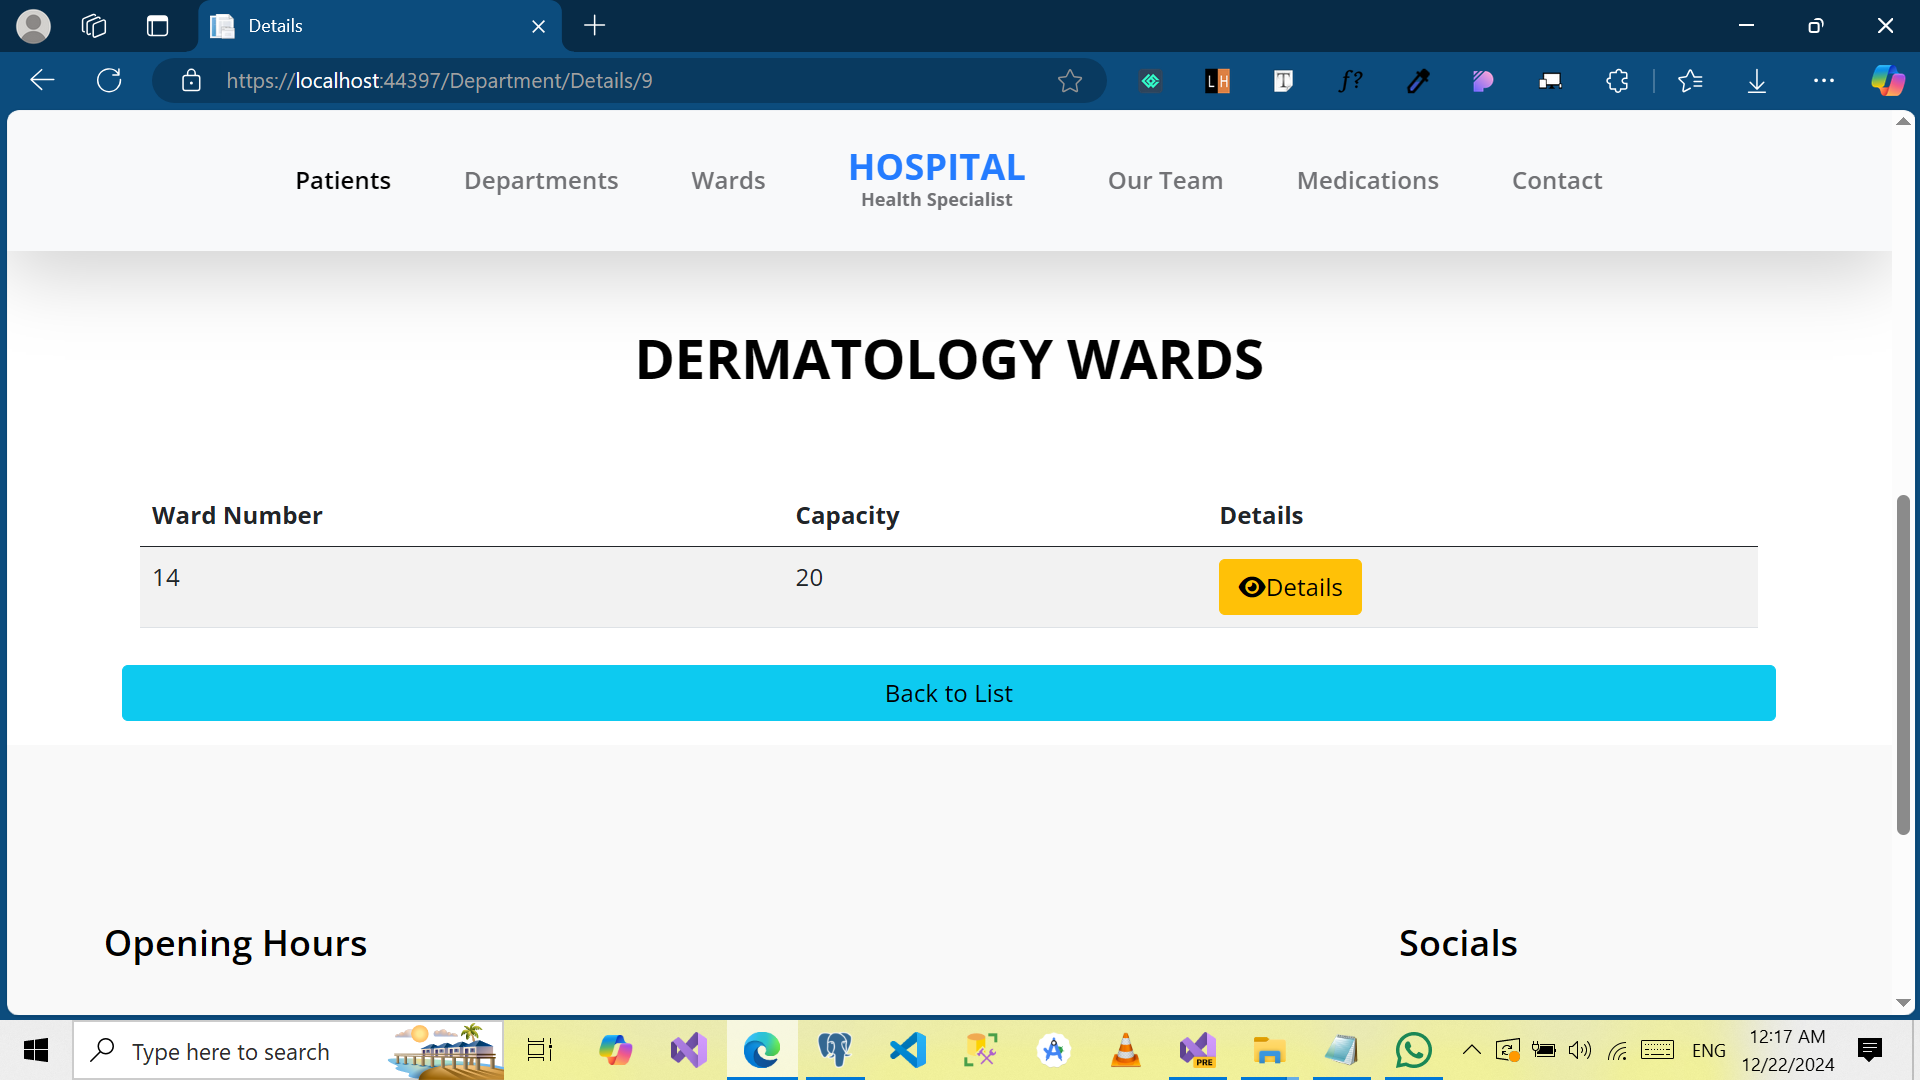 Details
https://localhost:44397/Department/Details/9
Patients
Departments
Wards
HOSPITAL
Health Specialist
Our Team
Medications
Contact
DERMATOLOGY WARDS
Ward Number Capacity Details
14 20 Details
Back to List
Opening Hours
Socials
Type here to search
PRE
ENG
12:17 AM
12/22/2024
L H
T
f?